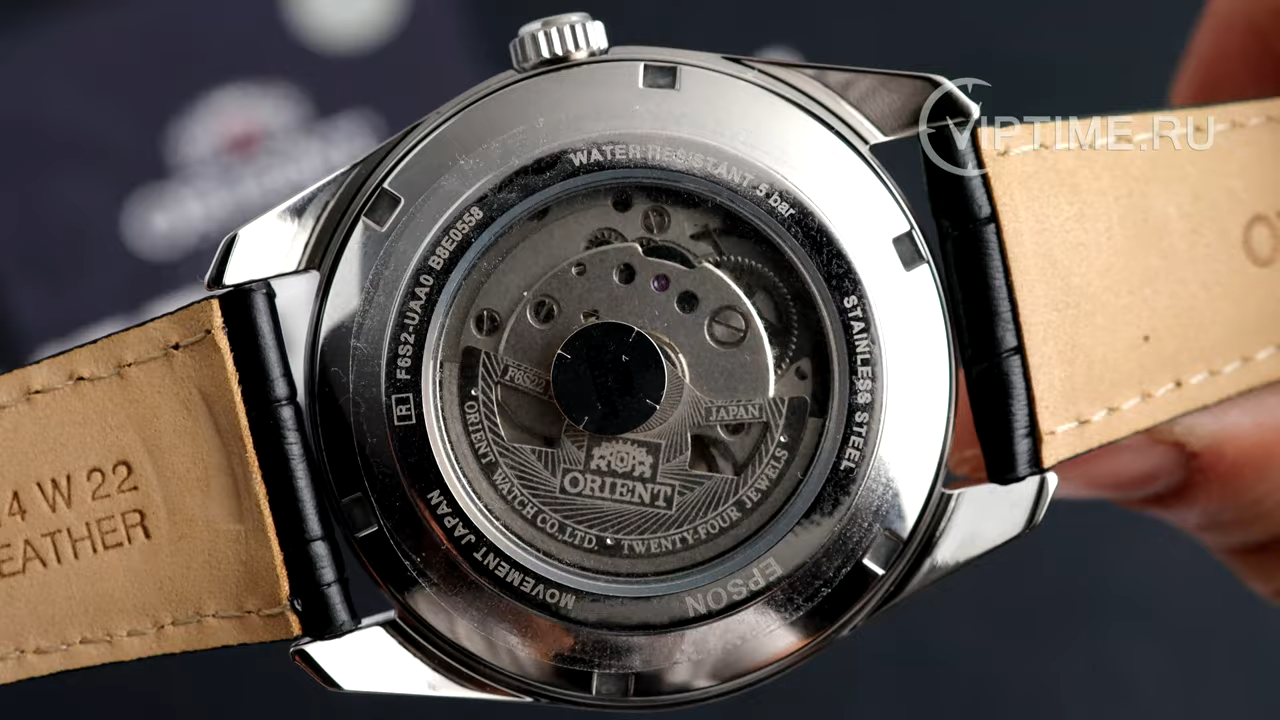 VIPTIME.RU
WATER RESISTANT 5 bar
STAINLESS STEEL
EPSON
MOVEMENT JAPAN
R F6S2-UAA0 B8E0558
F6S22
JAPAN
ORIENT
ORIENT WATCH CO.,LTD. • TWENTY-FOUR JEWELS
4 W 22
EATHER